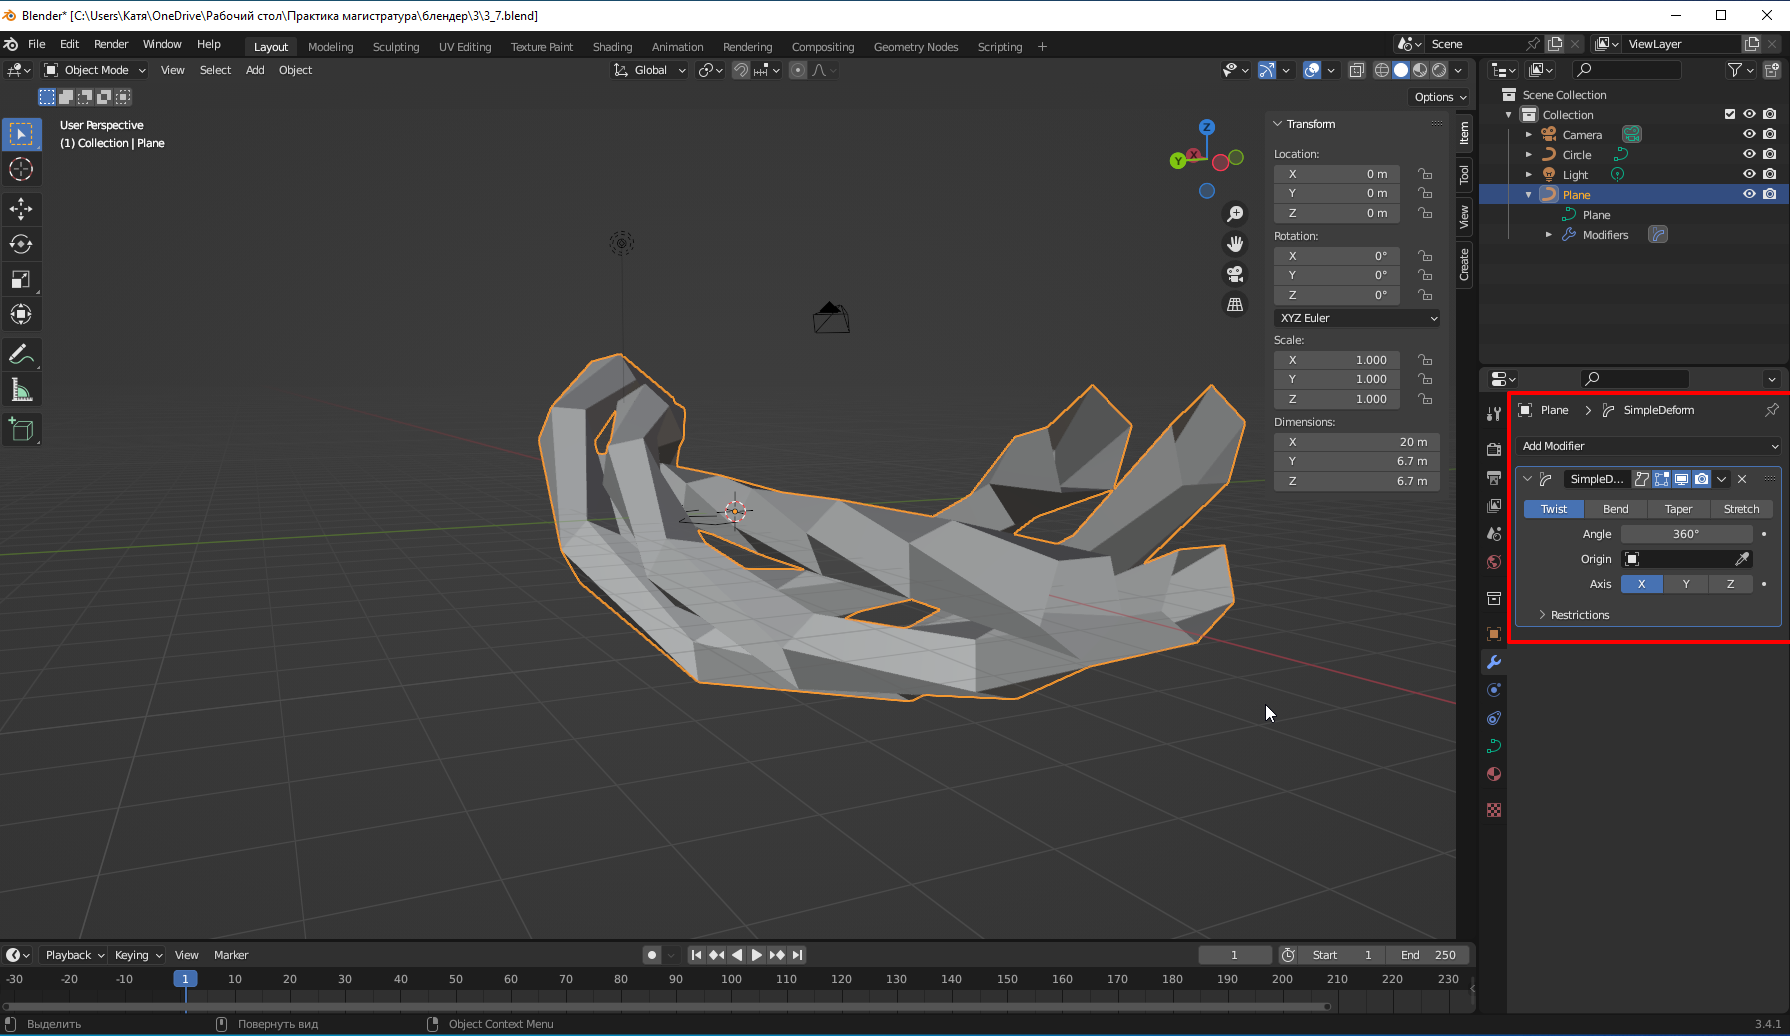 Blender* [C:\Users\Катя\OneDrive\Рабочий стол\Практика магистратура\блендер\3\3_7.blend]
File Edit Render Window Help Layout Modeling Sculpting UV Editing Texture Paint Shading Animation Rendering Compositing Geometry Nodes Scripting + Scene ViewLayer
Object Mode View Select Add Object Global
Options
User Perspective
(1) Collection | Plane
Z
Y
X
Transform
Location:
X 0 m
Y 0 m
Z 0 m
Rotation:
X 0°
Y 0°
Z 0°
XYZ Euler
Scale:
X 1.000
Y 1.000
Z 1.000
Dimensions:
X 20 m
Y 6.7 m
Z 6.7 m
Item
Tool
View
Create
Scene Collection
Collection
Camera
Circle
Light
Plane
Plane
Modifiers
Plane > SimpleDeform
Add Modifier
SimpleD...
Twist Bend Taper Stretch
Angle 360°
Origin
Axis X Y Z
Restrictions
Playback Keying View Marker 1 Start 1 End 250
-30 -20 -10 1 10 20 30 40 50 60 70 80 90 100 110 120 130 140 150 160 170 180 190 200 210 220 230
Выделить Повернуть вид Object Context Menu 3.4.1